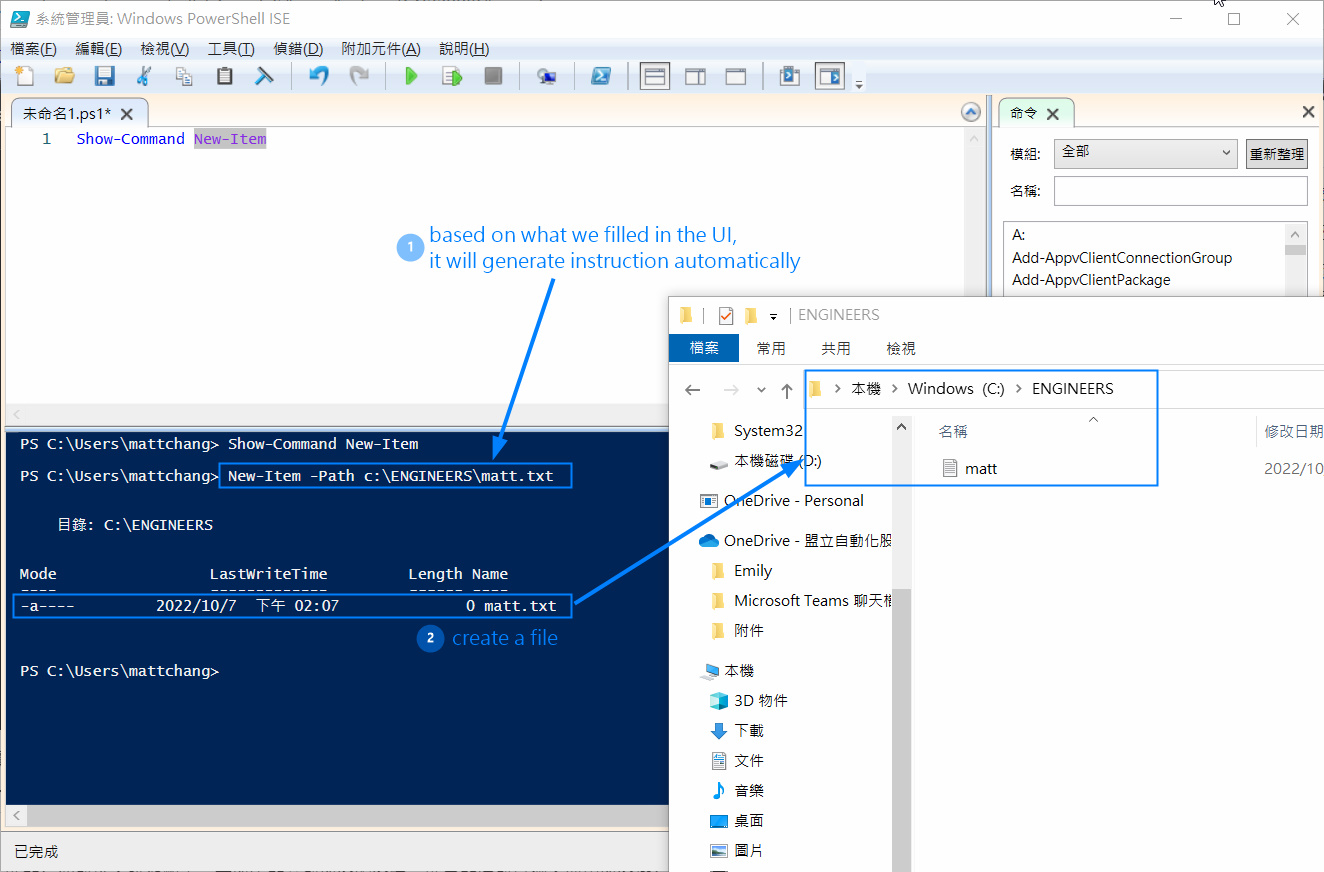 系統管理員: Windows PowerShell ISE
檔案(F) 編輯(E) 檢視(V) 工具(T) 偵錯(D) 附加元件(A) 說明(H)
未命名1.ps1*
1 Show-Command New-Item
命令
模組: 全部 重新整理
名稱:
A:
Add-AppvClientConnectionGroup
Add-AppvClientPackage
1 based on what we filled in the UI,
it will generate instruction automatically
PS C:\Users\mattchang> Show-Command New-Item
PS C:\Users\mattchang> New-Item -Path c:\ENGINEERS\matt.txt
目錄: C:\ENGINEERS
Mode LastWriteTime Length Name
---- ------------- ------ ----
-a---- 2022/10/7 下午 02:07 0 matt.txt
2 create a file
PS C:\Users\mattchang>
已完成
ENGINEERS
檔案 常用 共用 檢視
本機 > Windows (C:) > ENGINEERS
System32
本機磁碟 (D:)
OneDrive - Personal
OneDrive - 盟立自動化股
Emily
Microsoft Teams 聊天檔
附件
本機
3D 物件
下載
文件
音樂
桌面
圖片
名稱 修改日期
matt 2022/10